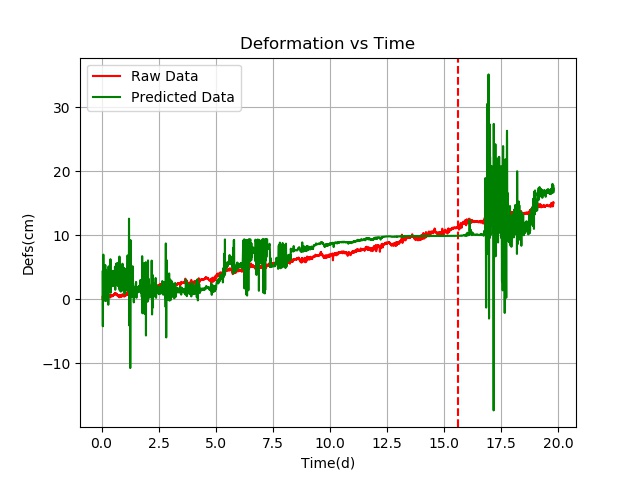 Deformation vs Time
Raw Data
Predicted Data
Defs(cm)
30
20
10
0
−10
0.0 2.5 5.0 7.5 10.0 12.5 15.0 17.5 20.0
Time(d)